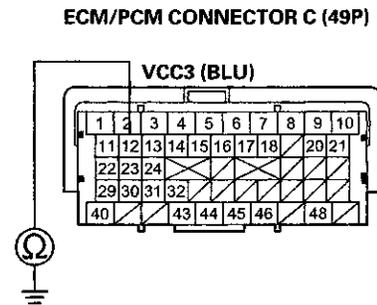 ECM/PCM CONNECTOR C (49P)
VCC3 (BLU)
1 2 3 4 5 6 7 8 9 10
11 12 13 14 15 16 17 18 20 21
22 23 24
29 30 31 32
40 43 44 45 46 48
Ω